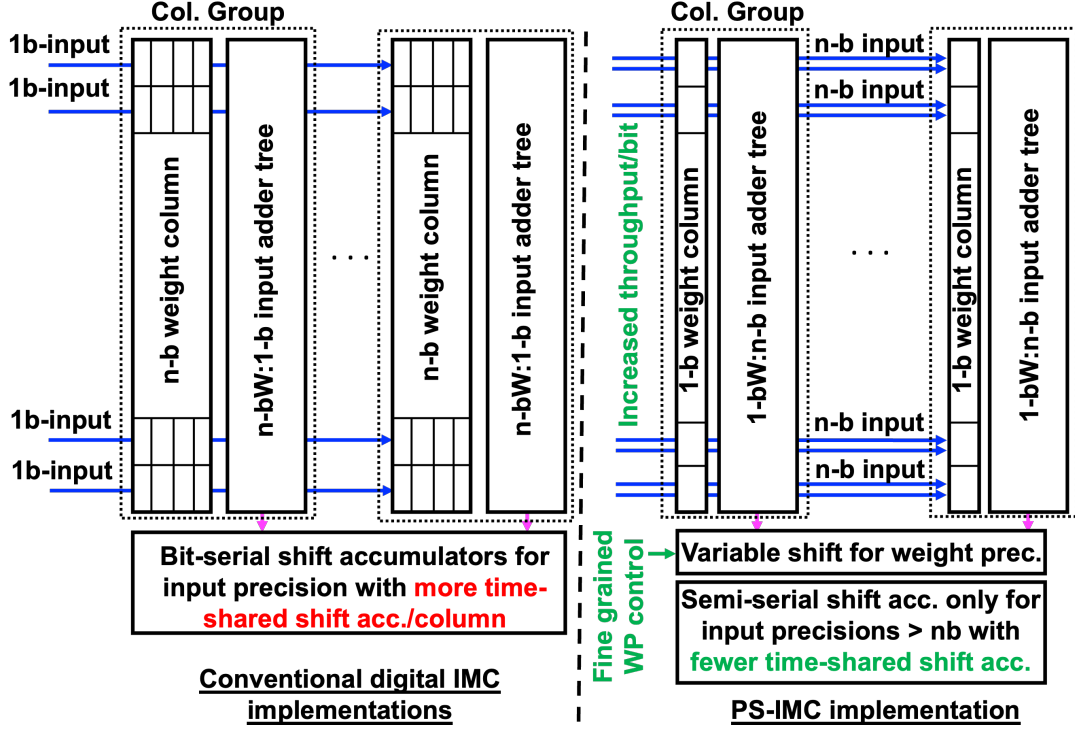 Col. Group
1b-input
1b-input
n-b weight column
n-bW:1-b input adder tree
. . .
n-b weight column
n-bW:1-b input adder tree
1b-input
1b-input
Bit-serial shift accumulators for
input precision with more time-
shared shift acc./column
Conventional digital IMC
implementations
Col. Group
n-b input
n-b input
Increased throughput/bit
1-b weight column
1-bW:n-b input adder tree
. . .
1-b weight column
1-bW:n-b input adder tree
n-b input
n-b input
Fine grained
WP control
Variable shift for weight prec.
Semi-serial shift acc. only for
input precisions > nb with
fewer time-shared shift acc.
PS-IMC implementation